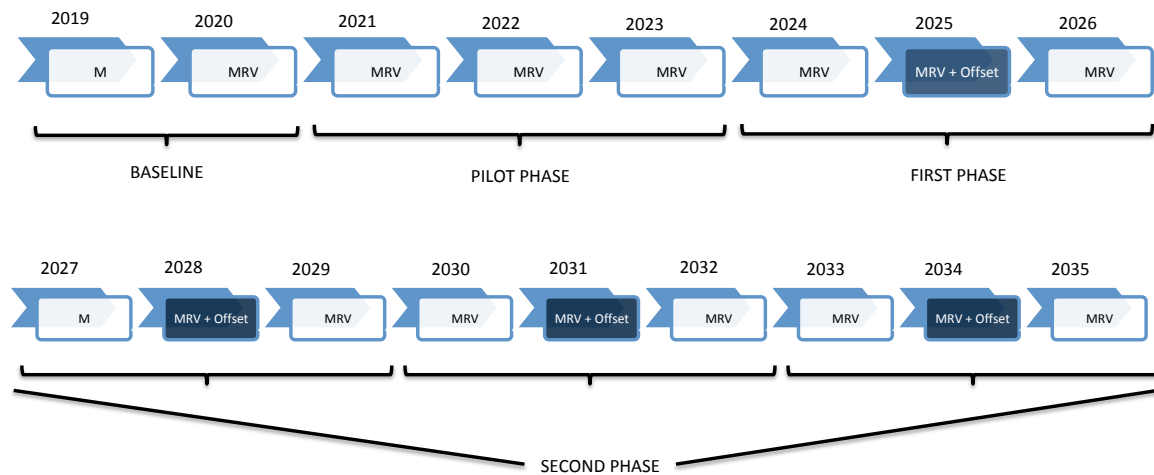 2019 2020 2021 2022 2023 2024 2025 2026
M MRV MRV MRV MRV MRV MRV + Offset MRV
BASELINE PILOT PHASE FIRST PHASE
2027 2028 2029 2030 2031 2032 2033 2034 2035
M MRV + Offset MRV MRV MRV + Offset MRV MRV MRV + Offset MRV
SECOND PHASE